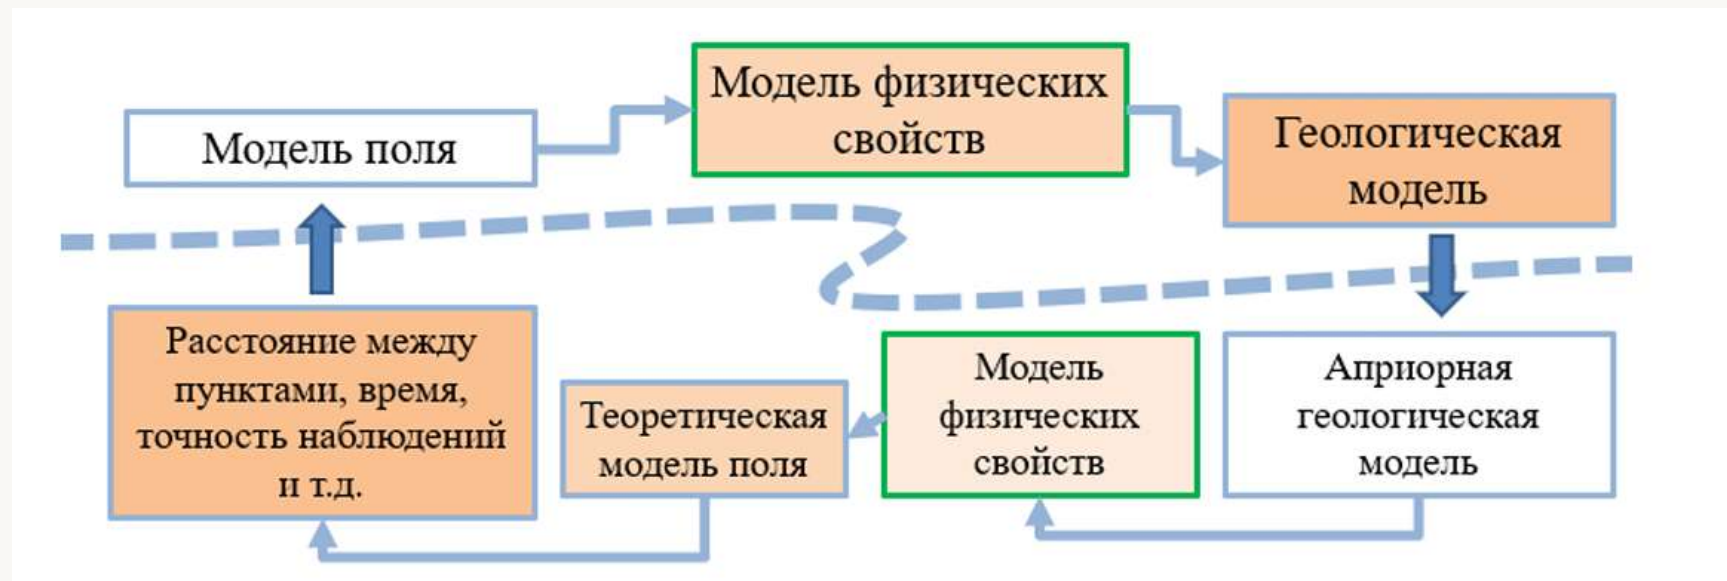 Модель поля
Модель физических
свойств
Геологическая
модель
Расстояние между
пунктами, время,
точность наблюдений
и т.д.
Теоретическая
модель поля
Модель
физических
свойств
Априорная
геологическая
модель